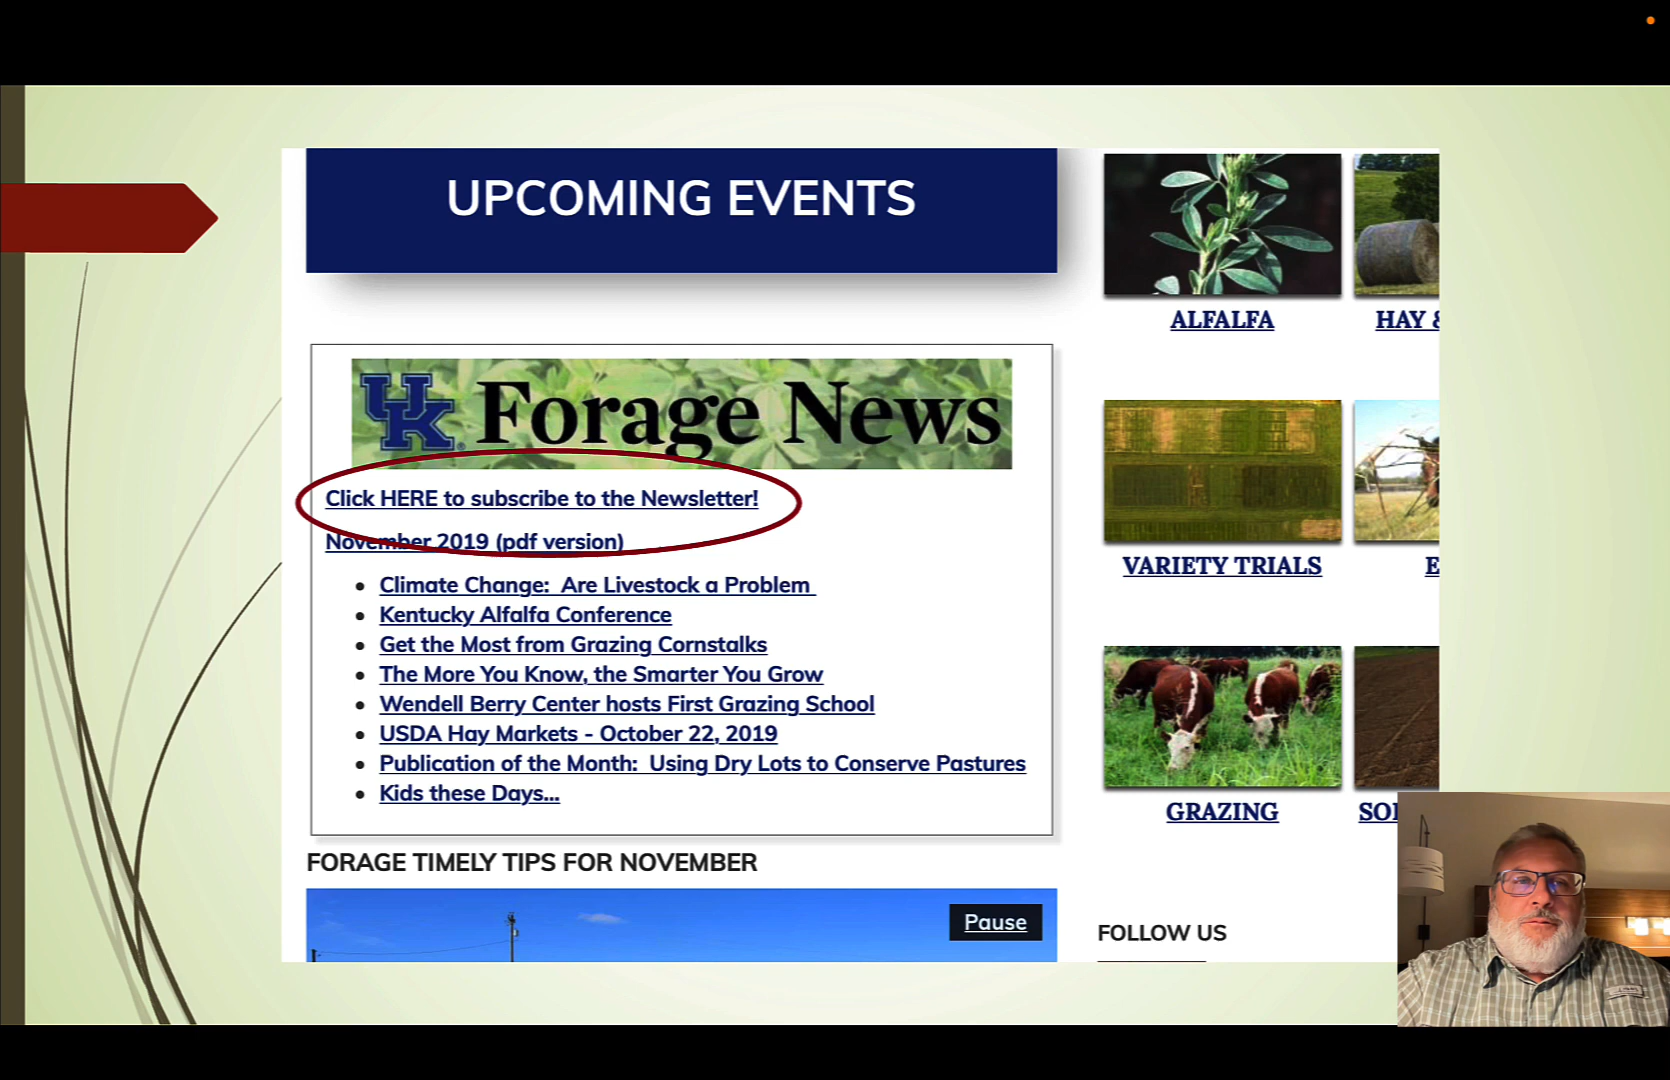 UPCOMING EVENTS
UK Forage News
Click HERE to subscribe to the Newsletter!
November 2019 (pdf version)
Climate Change:  Are Livestock a Problem
Kentucky Alfalfa Conference
Get the Most from Grazing Cornstalks
The More You Know, the Smarter You Grow
Wendell Berry Center hosts First Grazing School
USDA Hay Markets - October 22, 2019
Publication of the Month:  Using Dry Lots to Conserve Pastures
Kids these Days...
FORAGE TIMELY TIPS FOR NOVEMBER
Pause
ALFALFA
HAY &
VARIETY TRIALS
E
GRAZING
SOI
FOLLOW US